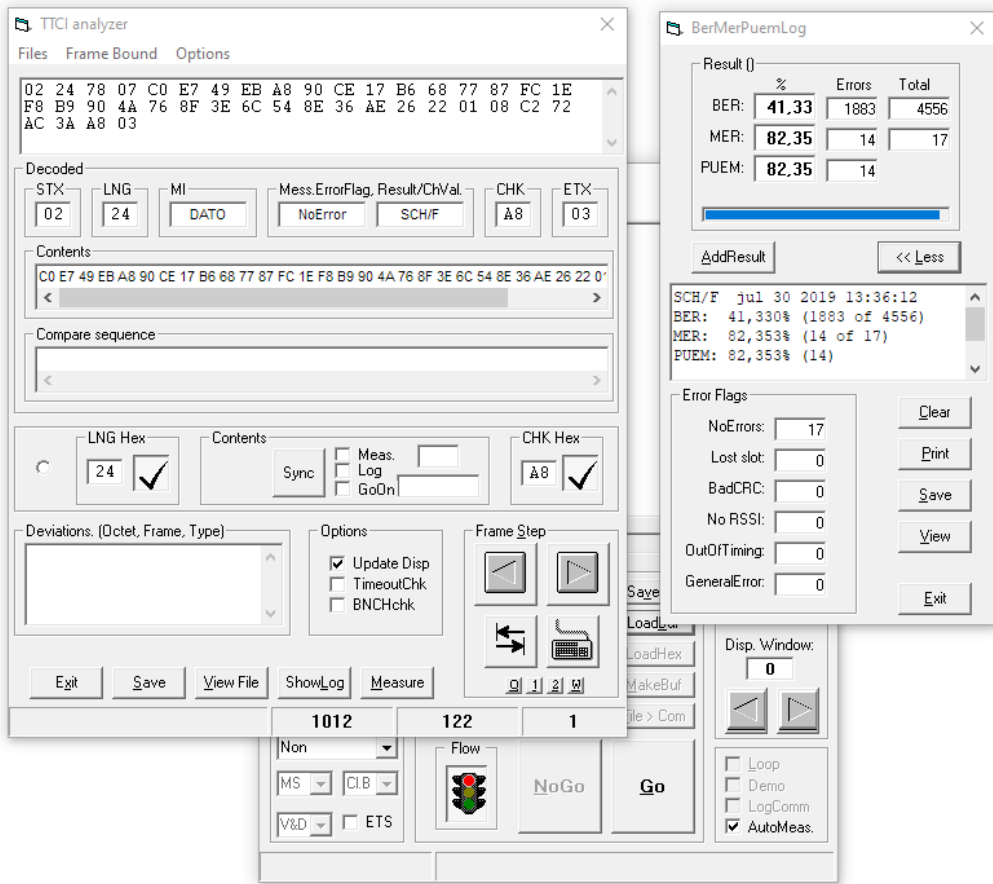 TTCI analyzer
Files Frame Bound Options
02 24 78 07 C0 E7 49 EB A8 90 CE 17 B6 68 77 87 FC 1E
F8 B9 90 4A 76 8F 3E 6C 54 8E 36 AE 26 22 01 08 C2 72
AC 3A A8 03
Decoded
STX LNG MI Mess.ErrorFlag, Result/ChVal. CHK ETX
02 24 DATO NoError SCH/F A8 03
Contents
C0 E7 49 EB A8 90 CE 17 B6 68 77 87 FC 1E F8 B9 90 4A 76 8F 3E 6C 54 8E 36 AE 26 22 0
Compare sequence
LNG Hex Contents CHK Hex
24 Sync Meas. A8
Log
GoOn
Deviations. (Octet, Frame, Type) Options Frame Step
Update Disp
TimeoutChk
BNCHchk
Exit Save View File ShowLog Measure
Q 1 2 W
1012 122 1
BerMerPuemLog
Result ()
% Errors Total
BER: 41,33 1883 4556
MER: 82,35 14 17
PUEM: 82,35 14
AddResult << Less
SCH/F jul 30 2019 13:36:12
BER: 41,330% (1883 of 4556)
MER: 82,353% (14 of 17)
PUEM: 82,353% (14)
Error Flags
NoErrors: 17
Lost slot: 0
BadCRC: 0
No RSSI: 0
OutOfTiming: 0
GeneralError: 0
Clear
Print
Save
View
Exit
Save
LoadBuf
LoadHex
MakeBuf
File > Com
Disp. Window:
0
Non
MS Cl.B
V&D ETS
Flow
NoGo Go
Loop
Demo
LogComm
AutoMeas.